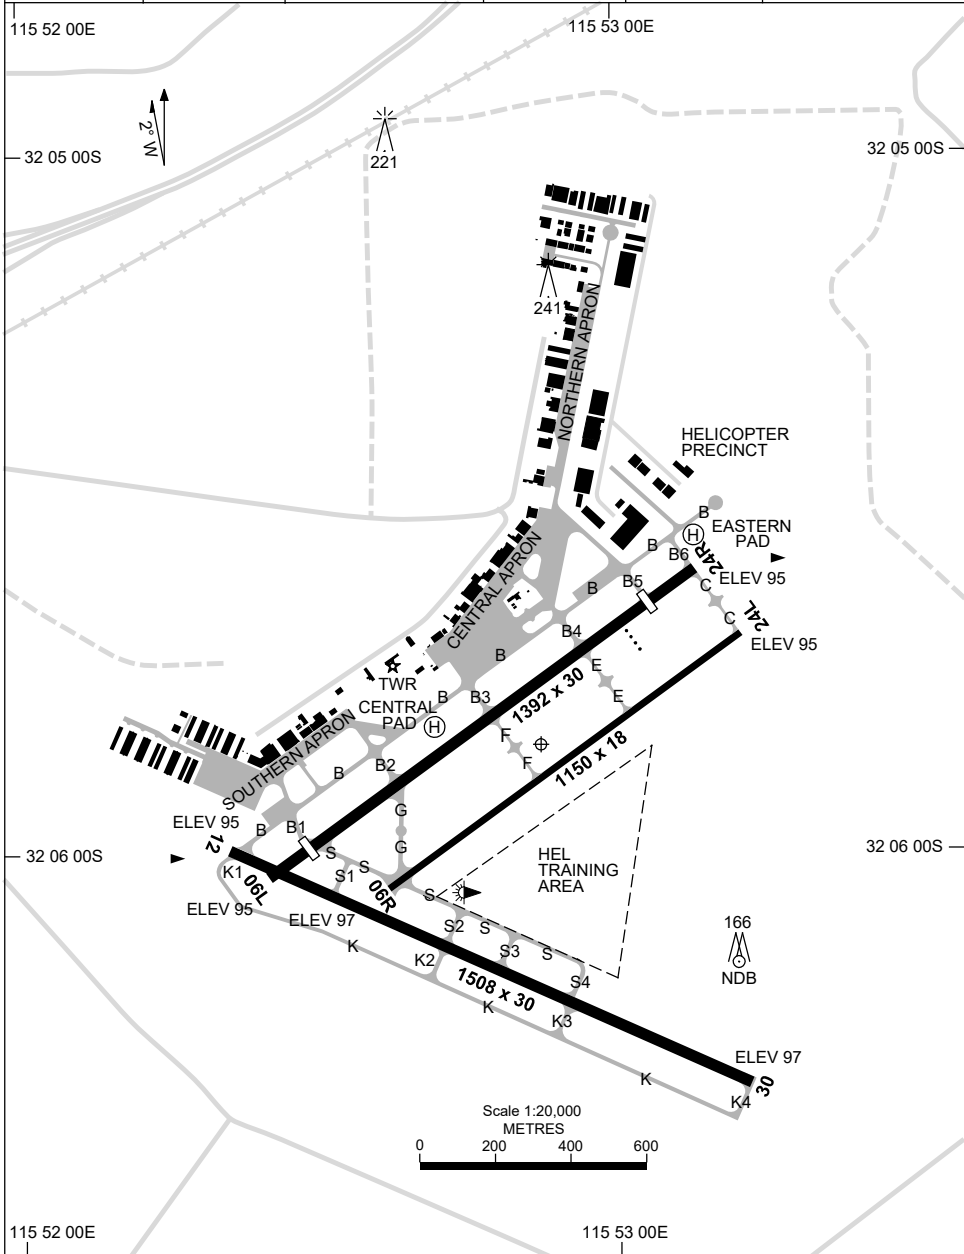 115 52 00E
115 53 00E
2° W
32 05 00S
32 05 00S
221
241
NORTHERN APRON
HELICOPTER
PRECINCT
B
H
EASTERN
PAD
24R
B
B6
ELEV 95
CENTRAL APRON
B5
B
C
C
24L
ELEV 95
B4
B
E
TWR
B
B3
1392 x 30
E
CENTRAL
PAD
H
F
F
1150 x 18
SOUTHERN APRON
B2
B
G
ELEV 95
B
B1
12
G
32 06 00S
32 06 00S
S
S
HEL
TRAINING
AREA
K1
S1
06L
06R
S
ELEV 95
ELEV 97
S2
S
166
K
S3
S
K2
NDB
1508 x 30
S4
K
K3
ELEV 97
K
30
K4
Scale 1:20,000
METRES
0 200 400 600
115 52 00E
115 53 00E